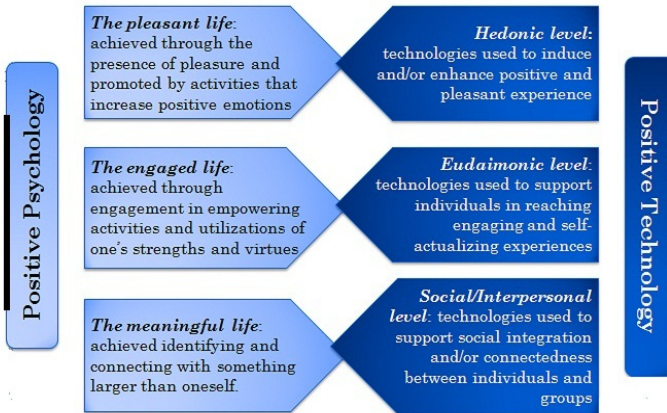 Positive Psychology
The pleasant life:
achieved through the
presence of pleasure and
promoted by activities that
increase positive emotions
Hedonic level:
technologies used to induce
and/or enhance positive and
pleasant experience
The engaged life:
achieved through
engagement in empowering
activities and utilizations of
one's strengths and virtues
Eudaimonic level:
technologies used to support
individuals in reaching
engaging and self-
actualizing experiences
The meaningful life:
achieved identifying and
connecting with something
larger than oneself.
Social/Interpersonal
level: technologies used to
support social integration
and/or connectedness
between individuals and
groups
Positive Technology